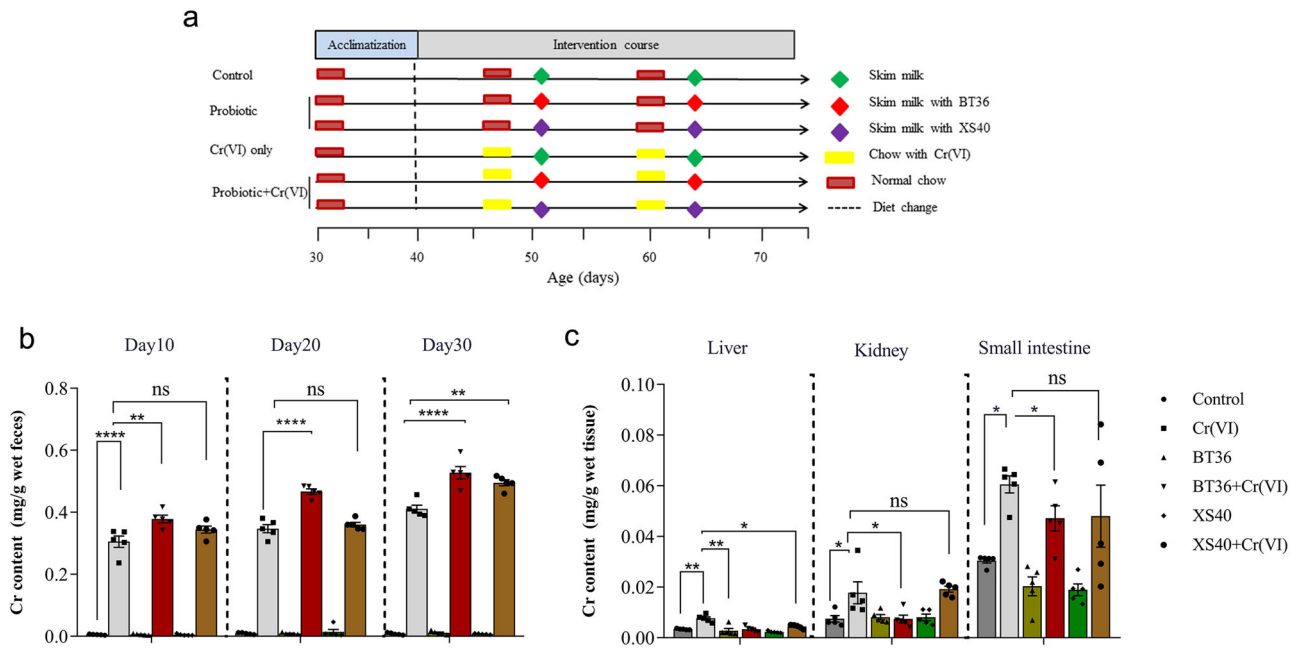 a
Acclimatization
Intervention course
Control
Probiotic
Cr(VI) only
Probiotic+Cr(VI)
Skim milk
Skim milk with BT36
Skim milk with XS40
Chow with Cr(VI)
Normal chow
Diet change
30 40 50 60 70
Age (days)
b
Day10 Day20 Day30
Cr content (mg/g wet feces)
0.8
0.6
0.4
0.2
0.0
ns
**
****
ns
****
**
****
c
Liver Kidney Small intestine
Cr content (mg/g wet tissue)
0.10
0.08
0.06
0.04
0.02
0.00
*
**
**
ns
*
*
ns
*
*
Control
Cr(VI)
BT36
BT36+Cr(VI)
XS40
XS40+Cr(VI)